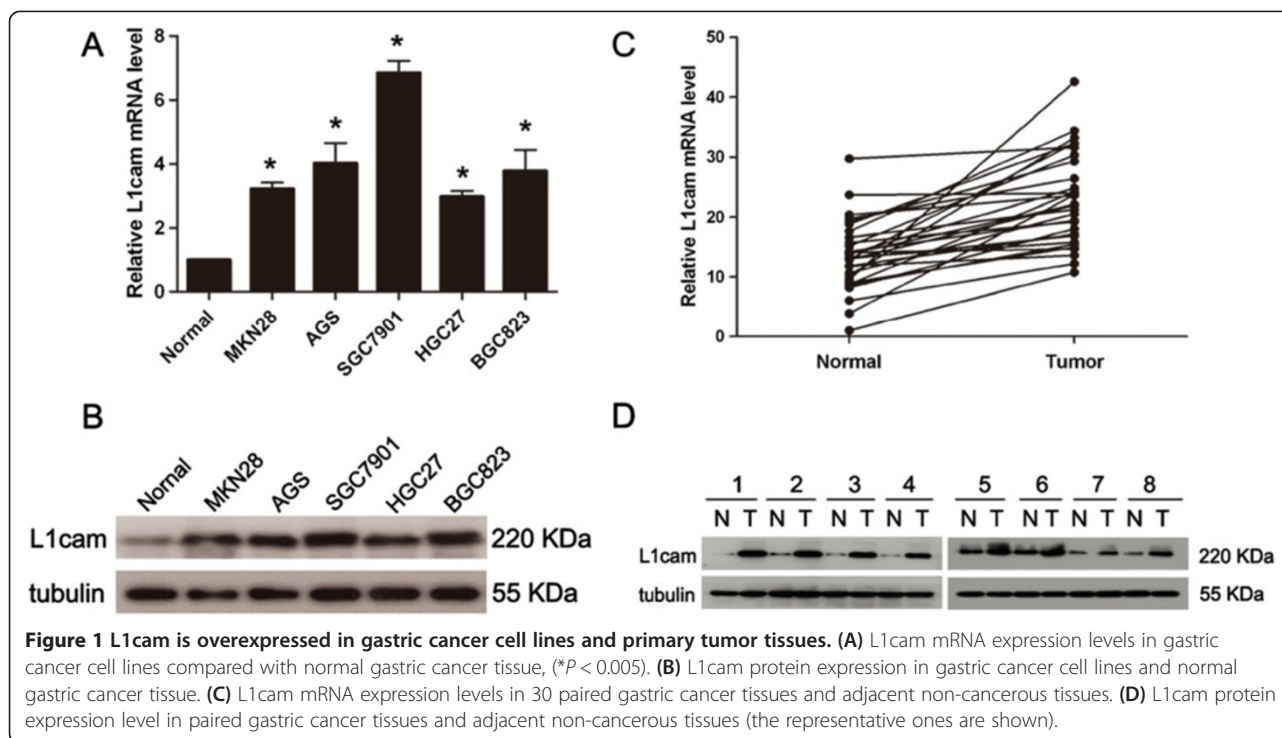 A
Relative L1cam mRNA level
8
6
4
2
0
*
*
*
*
*
Normal
MKN28
AGS
SGC7901
HGC27
BGC823
C
Relative L1cam mRNA level
50
40
30
20
10
0
Normal
Tumor
B
Nornal
MKN28
AGS
SGC7901
HGC27
BGC823
L1cam
220 KDa
tubulin
55 KDa
D
1 2 3 4 5 6 7 8
N T N T N T N T N T N T N T N T
L1cam
220 KDa
tubulin
55 KDa
Figure 1 L1cam is overexpressed in gastric cancer cell lines and primary tumor tissues. (A) L1cam mRNA expression levels in gastric
cancer cell lines compared with normal gastric cancer tissue, (*P < 0.005). (B) L1cam protein expression in gastric cancer cell lines and normal
gastric cancer tissue. (C) L1cam mRNA expression levels in 30 paired gastric cancer tissues and adjacent non-cancerous tissues. (D) L1cam protein
expression level in paired gastric cancer tissues and adjacent non-cancerous tissues (the representative ones are shown).